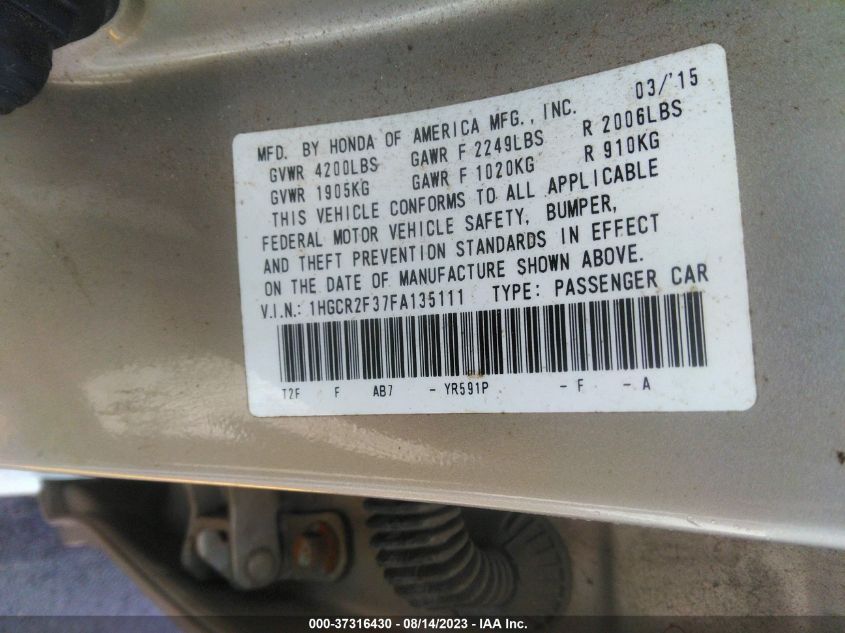 03/'15
MFD. BY HONDA OF AMERICA MFG., INC.
GVWR 4200LBS GAWR F 2249LBS R 2006LBS
GVWR 1905KG GAWR F 1020KG R 910KG
THIS VEHICLE CONFORMS TO ALL APPLICABLE
FEDERAL MOTOR VEHICLE SAFETY, BUMPER,
AND THEFT PREVENTION STANDARDS IN EFFECT
ON THE DATE OF MANUFACTURE SHOWN ABOVE.
V.I.N.: 1HGCR2F37FA135111 TYPE: PASSENGER CAR
T2F F AB7 - YR591P - F - A
000-37316430 - 08/14/2023 - IAA Inc.